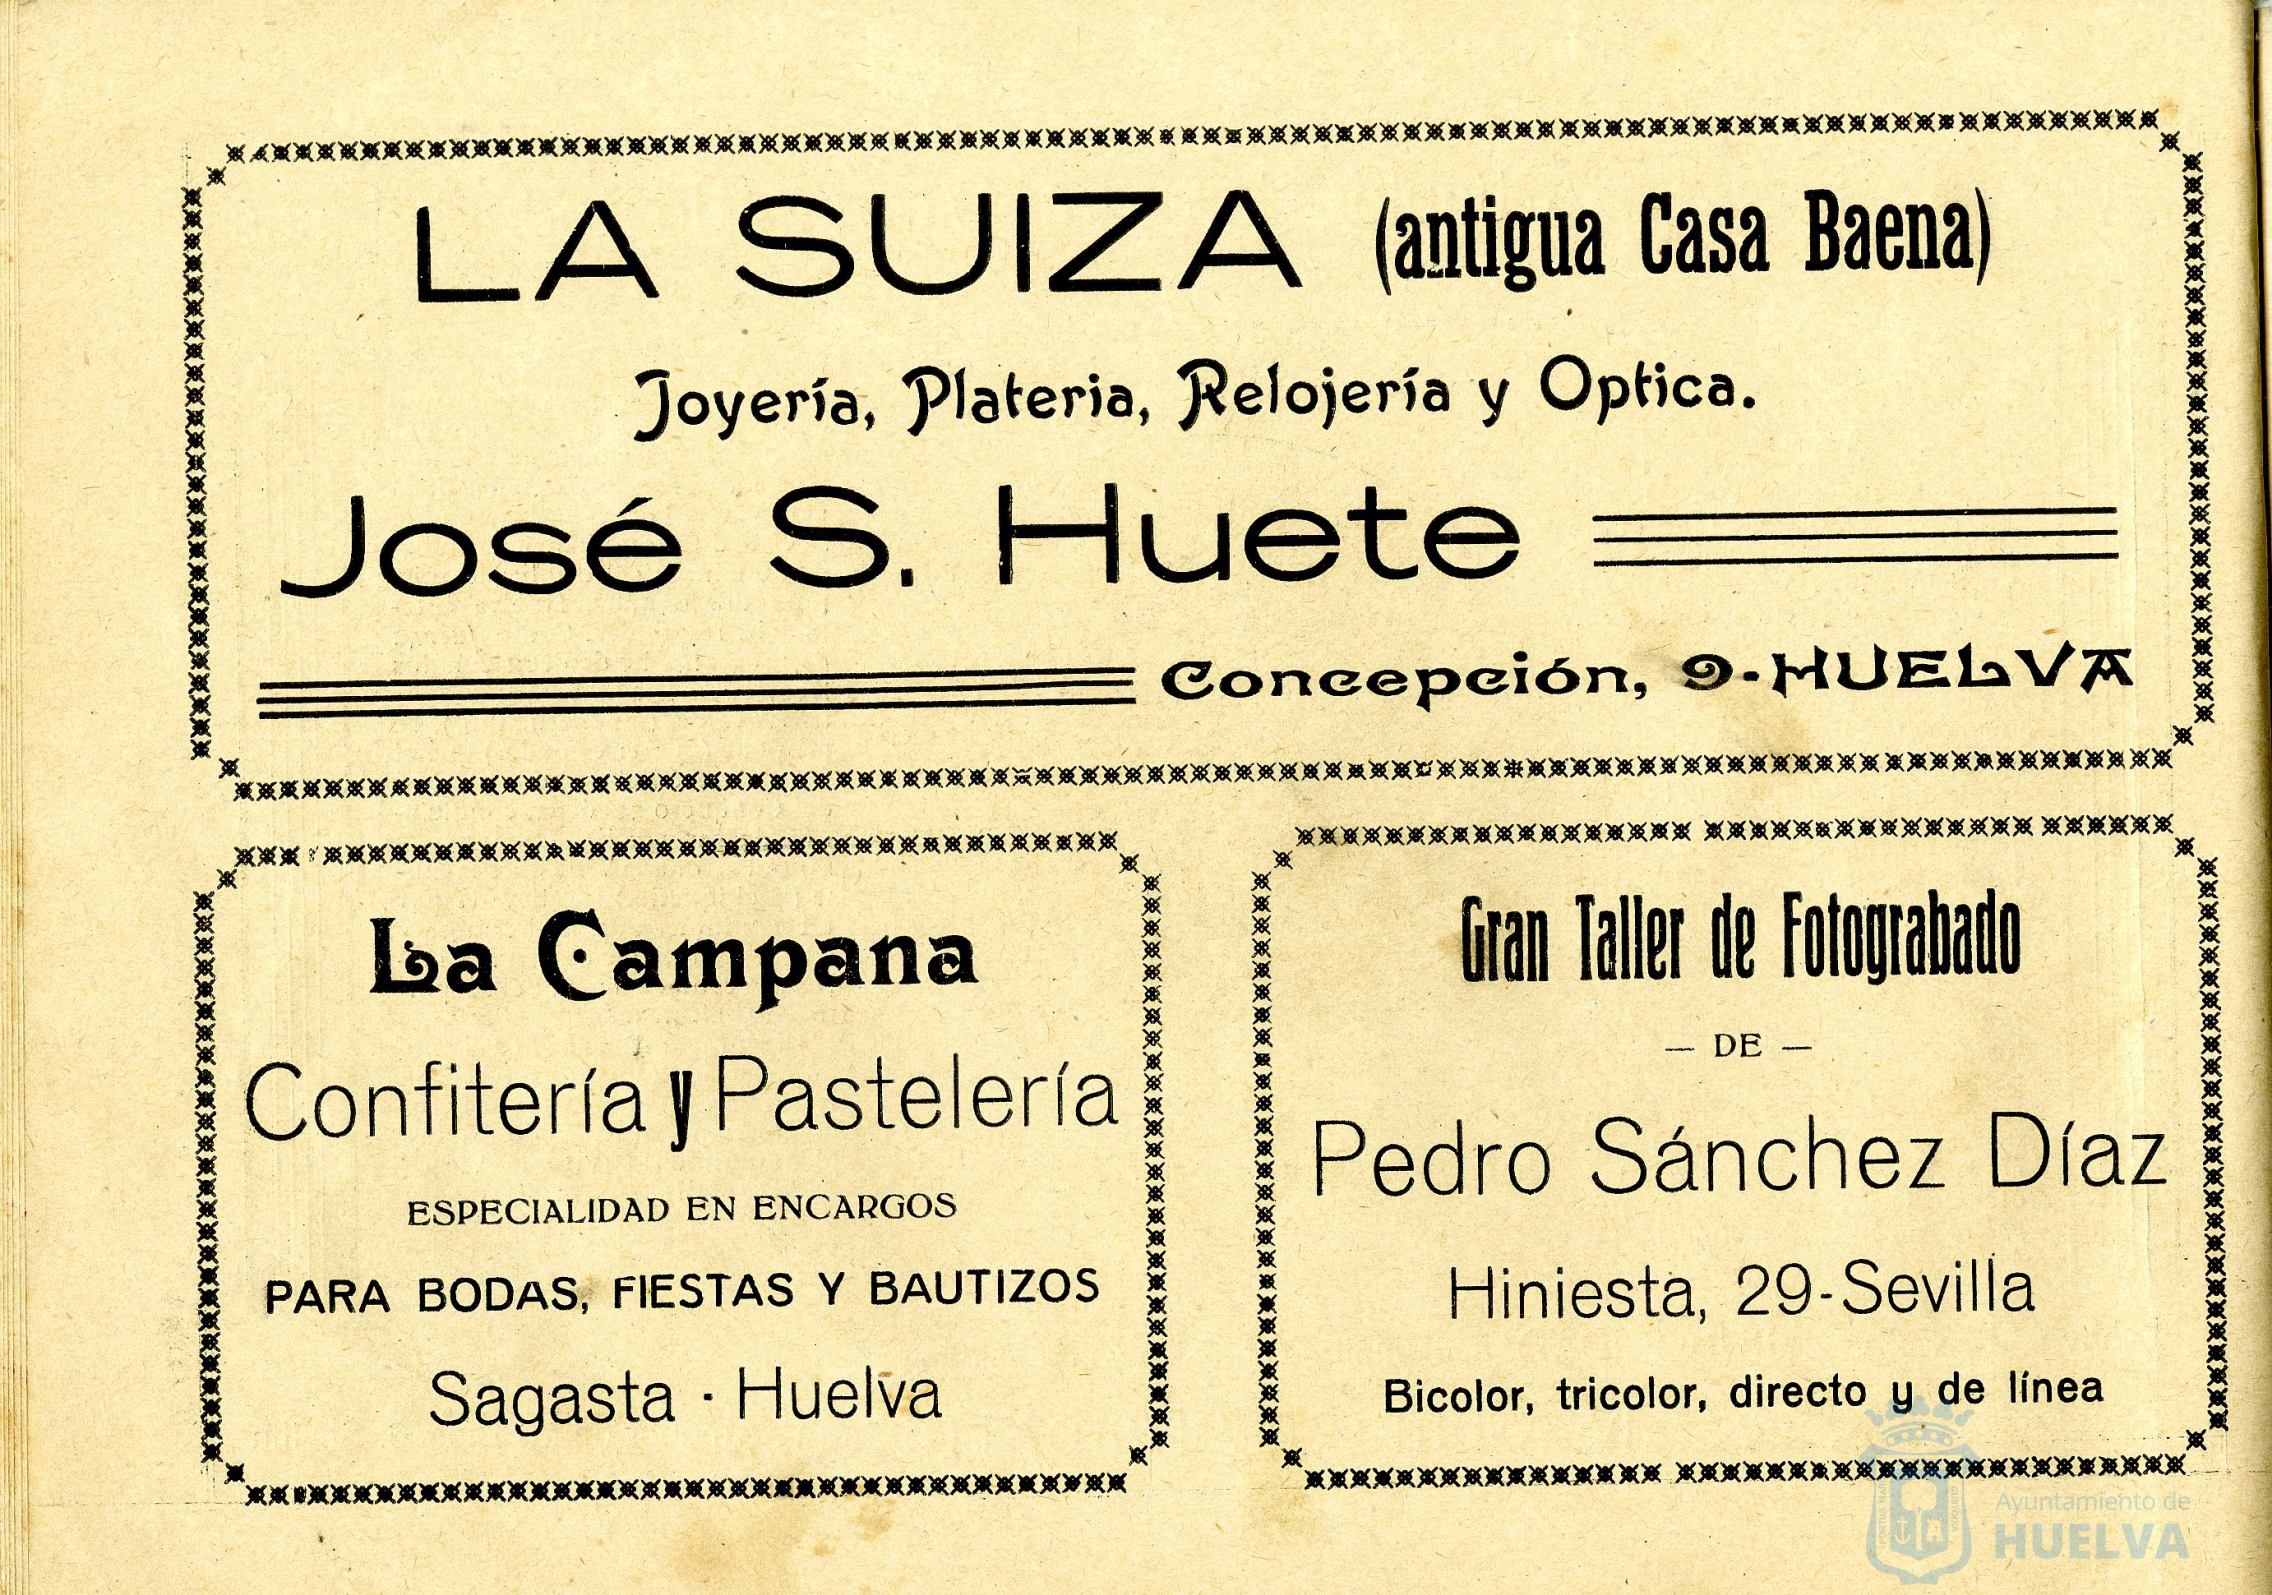 LA SUIZA (antigua Casa Baena)
Joyería, Plateria, Relojería y Optica.
José S. Huete
Concepción, 9-HUELVA
La Campana
Confitería y Pastelería
ESPECIALIDAD EN ENCARGOS
PARA BODAS, FIESTAS Y BAUTIZOS
Sagasta · Huelva
Gran Taller de Fotograbado
— DE —
Pedro Sánchez Díaz
Hiniesta, 29-Sevilla
Bicolor, tricolor, directo y de línea
Ayuntamiento de
HUELVA